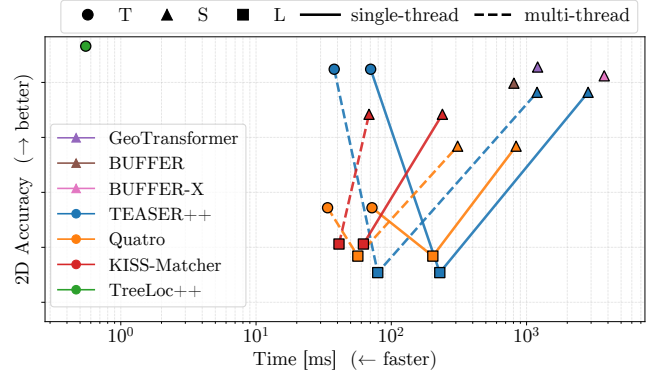 T S L single-thread multi-thread
2D Accuracy (→ better)
GeoTransformer
BUFFER
BUFFER-X
TEASER++
Quatro
KISS-Matcher
TreeLoc++
10⁰ 10¹ 10² 10³
Time [ms] (← faster)